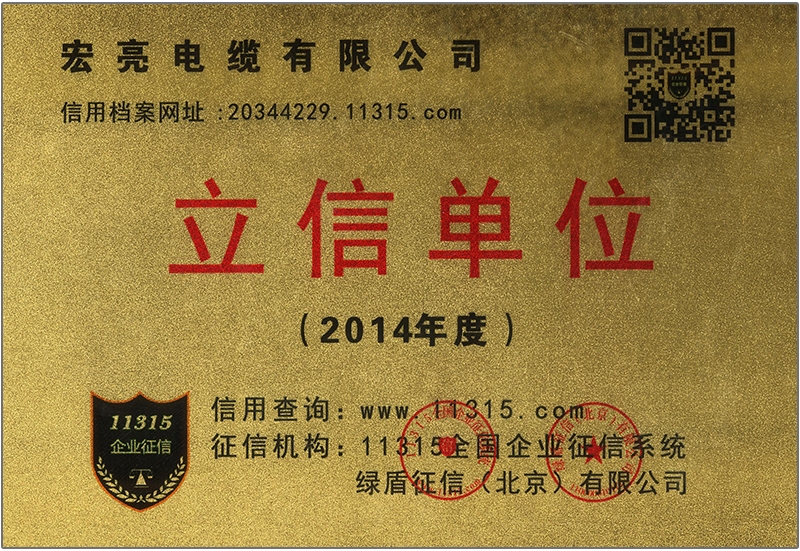 宏亮电缆有限公司
信用档案网址 :20344229.11315.com
立信单位
（2014年度）
11315
企业征信
信用查询：www.11315.com
征信机构：11315全国企业征信系统
绿盾征信（北京）有限公司